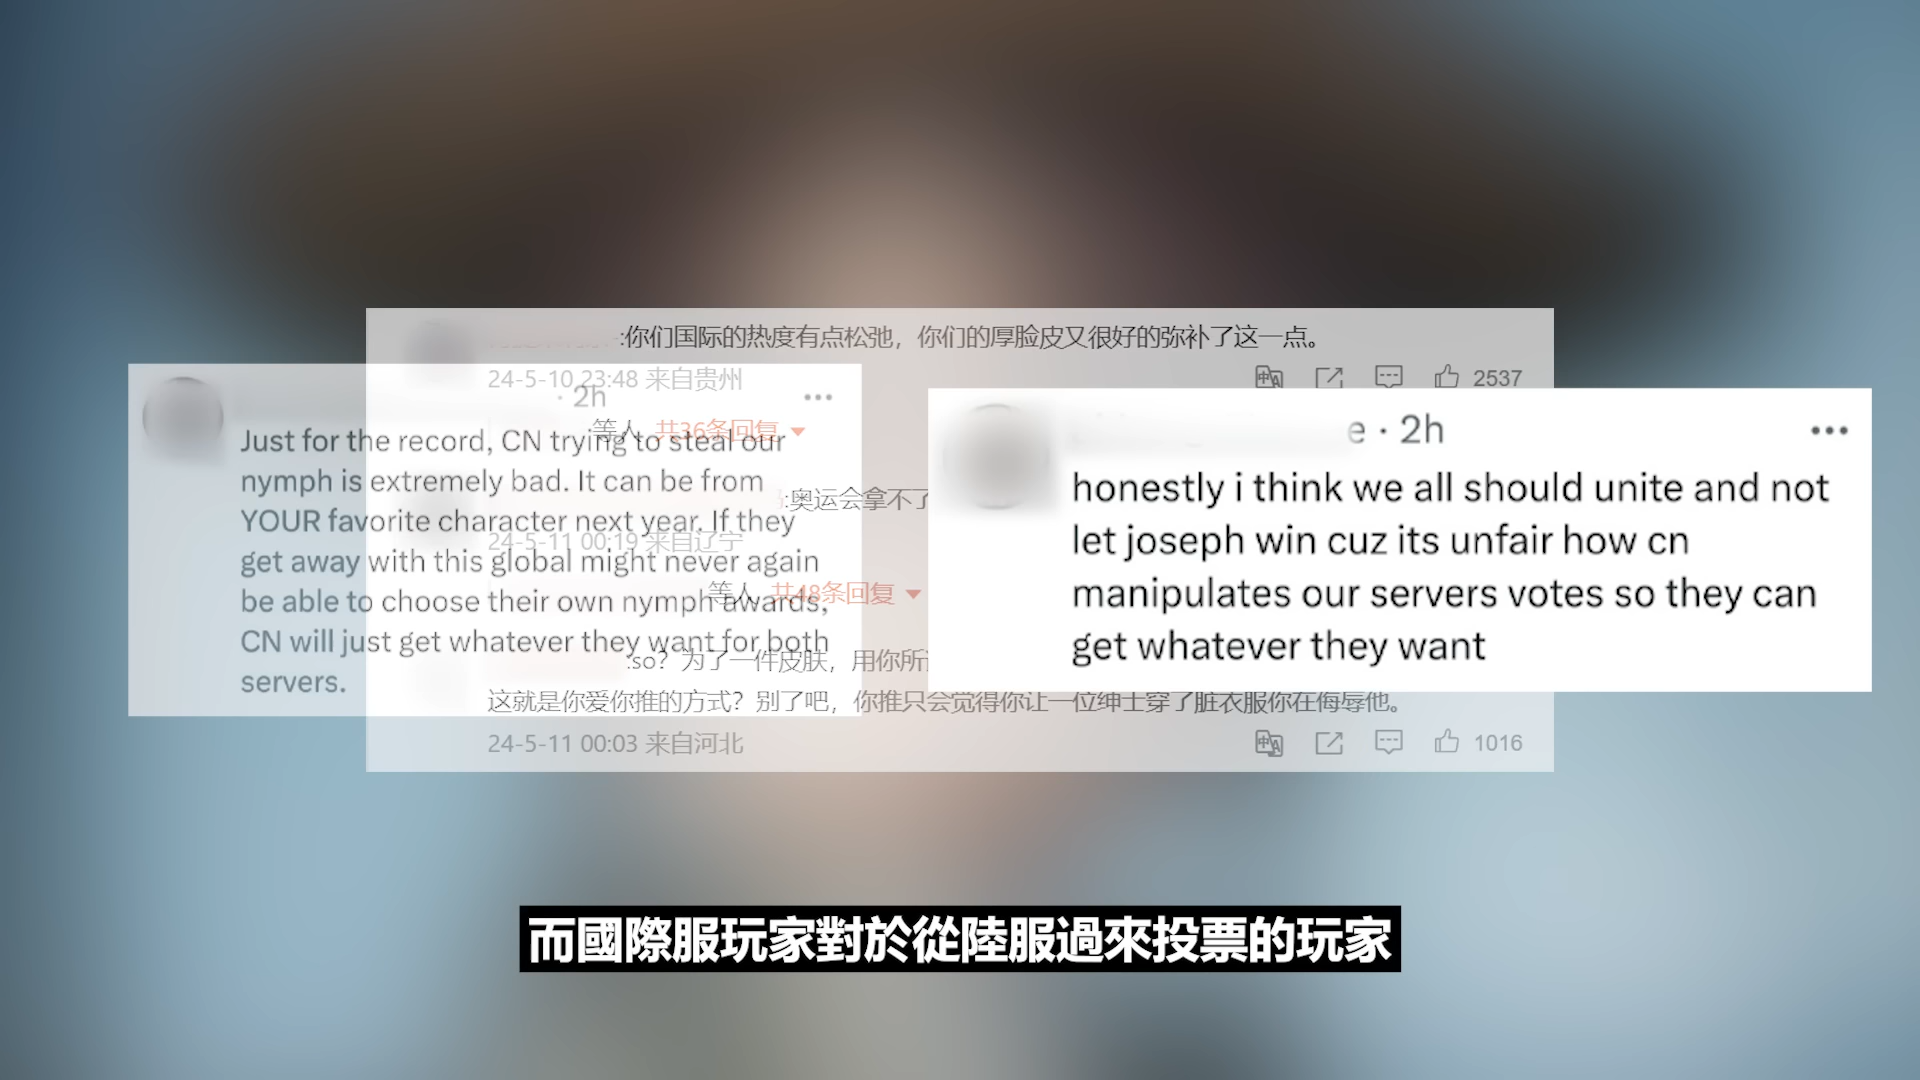 :你们国际的热度有点松弛，你们的厚脸皮又很好的弥补了这一点。
24-5-10 23:48 来自贵州
2537
等人 共36条回复
:奥运会拿不了
24-5-11 00:19 来自辽宁
等人 共48条回复
:so？为了一件皮肤，用你所
这就是你爱你推的方式？别了吧，你推只会觉得你让一位绅士穿了脏衣服你在侮辱他。
24-5-11 00:03 来自河北
1016
· 2h
Just for the record, CN trying to steal our
nymph is extremely bad. It can be from
YOUR favorite character next year. If they
get away with this global might never again
be able to choose their own nymph awards,
CN will just get whatever they want for both
servers.
e · 2h
honestly i think we all should unite and not
let joseph win cuz its unfair how cn
manipulates our servers votes so they can
get whatever they want
而國際服玩家對於從陸服過來投票的玩家